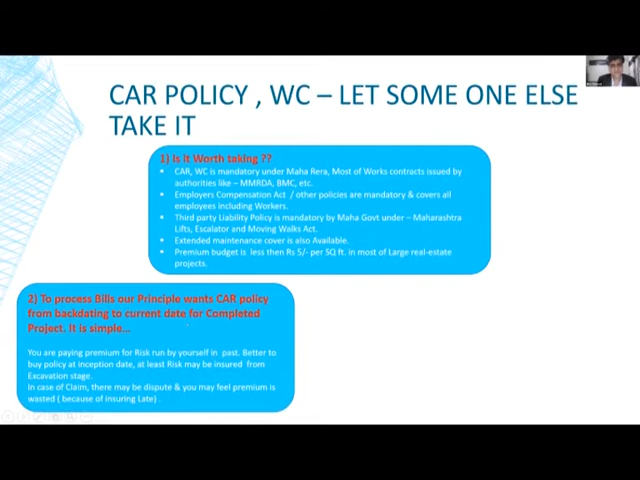 CAR POLICY , WC – LET SOME ONE ELSE
TAKE IT
1) Is It Worth taking ??
▪ CAR, WC is mandatory under Maha Rera, Most of Works contracts issued by
authorities like – MMRDA, BMC, etc.
▪ Employers Compensation Act / other policies are mandatory & covers all
employees including Workers.
▪ Third party Liability Policy is mandatory by Maha Govt under – Maharashtra
Lifts, Escalator and Moving Walks Act.
▪ Extended maintenance cover is also Available.
▪ Premium budget is less then Rs 5/- per SQ ft. in most of Large real-estate
projects.
2) To process Bills our Principle wants CAR policy
from backdating to current date for Completed
Project. It is simple...
You are paying premium for Risk run by yourself in past. Better to
buy policy at inception date, at least Risk may be insured from
Excavation stage.
In case of Claim, there may be dispute & you may feel premium is
wasted ( because of insuring Late) .